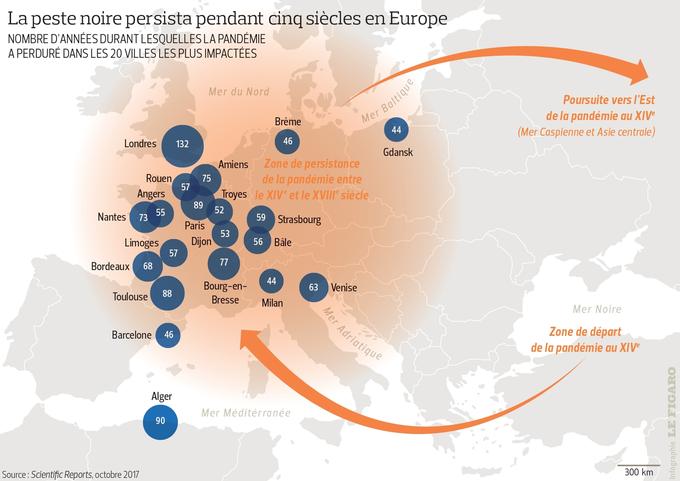 La peste noire persista pendant cinq siècles en Europe
NOMBRE D'ANNÉES DURANT LESQUELLES LA PANDÉMIE
A PERDURÉ DANS LES 20 VILLES LES PLUS IMPACTÉES
Mer du Nord
Mer Baltique
Poursuite vers l'Est
de la pandémie au XIVe
(Mer Caspienne et Asie centrale)
Brême
46
44
Gdansk
Londres
132
Zone de persistance
de la pandémie entre
le XIVe et le XVIIIe siècle
Amiens
75
Rouen
57
Angers
55
Troyes
52
Nantes
73
89
Paris
59
Strasbourg
Dijon
53
56
Bâle
Limoges
57
Bordeaux
68
77
Bourg-en-
Bresse
44
Milan
63
Venise
Toulouse
88
Barcelone
46
Mer Adriatique
Mer Noire
Zone de départ
de la pandémie au XIVe
Alger
90
Mer Méditérranée
Infographie LE FIGARO
300 km
Source : Scientific Reports, octobre 2017